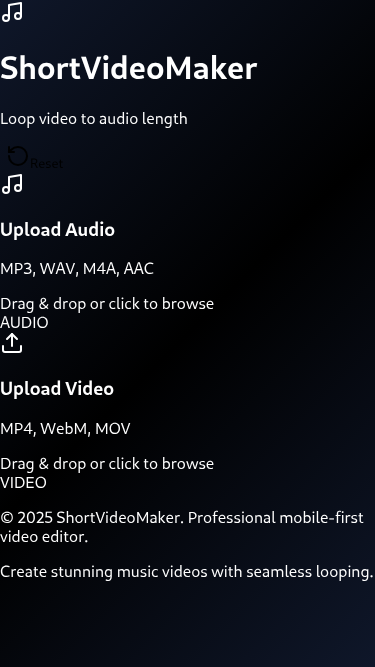 ShortVideoMaker
Loop video to audio length
Reset
Upload Audio
MP3, WAV, M4A, AAC
Drag & drop or click to browse
AUDIO
Upload Video
MP4, WebM, MOV
Drag & drop or click to browse
VIDEO
© 2025 ShortVideoMaker. Professional mobile-first
video editor.
Create stunning music videos with seamless looping.